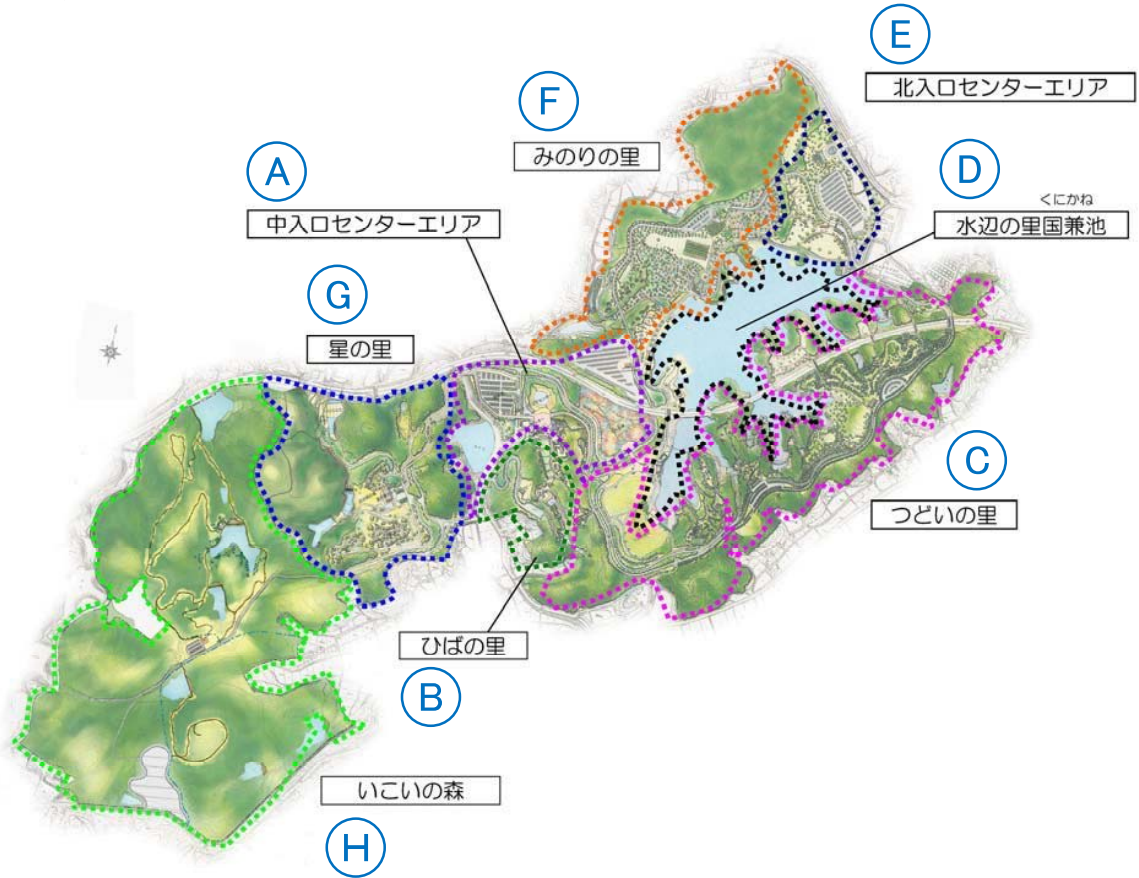 E
北入口センターエリア
F
みのりの里
D
くにかね
水辺の里国兼池
A
中入口センターエリア
G
星の里
C
つどいの里
ひばの里
B
いこいの森
H